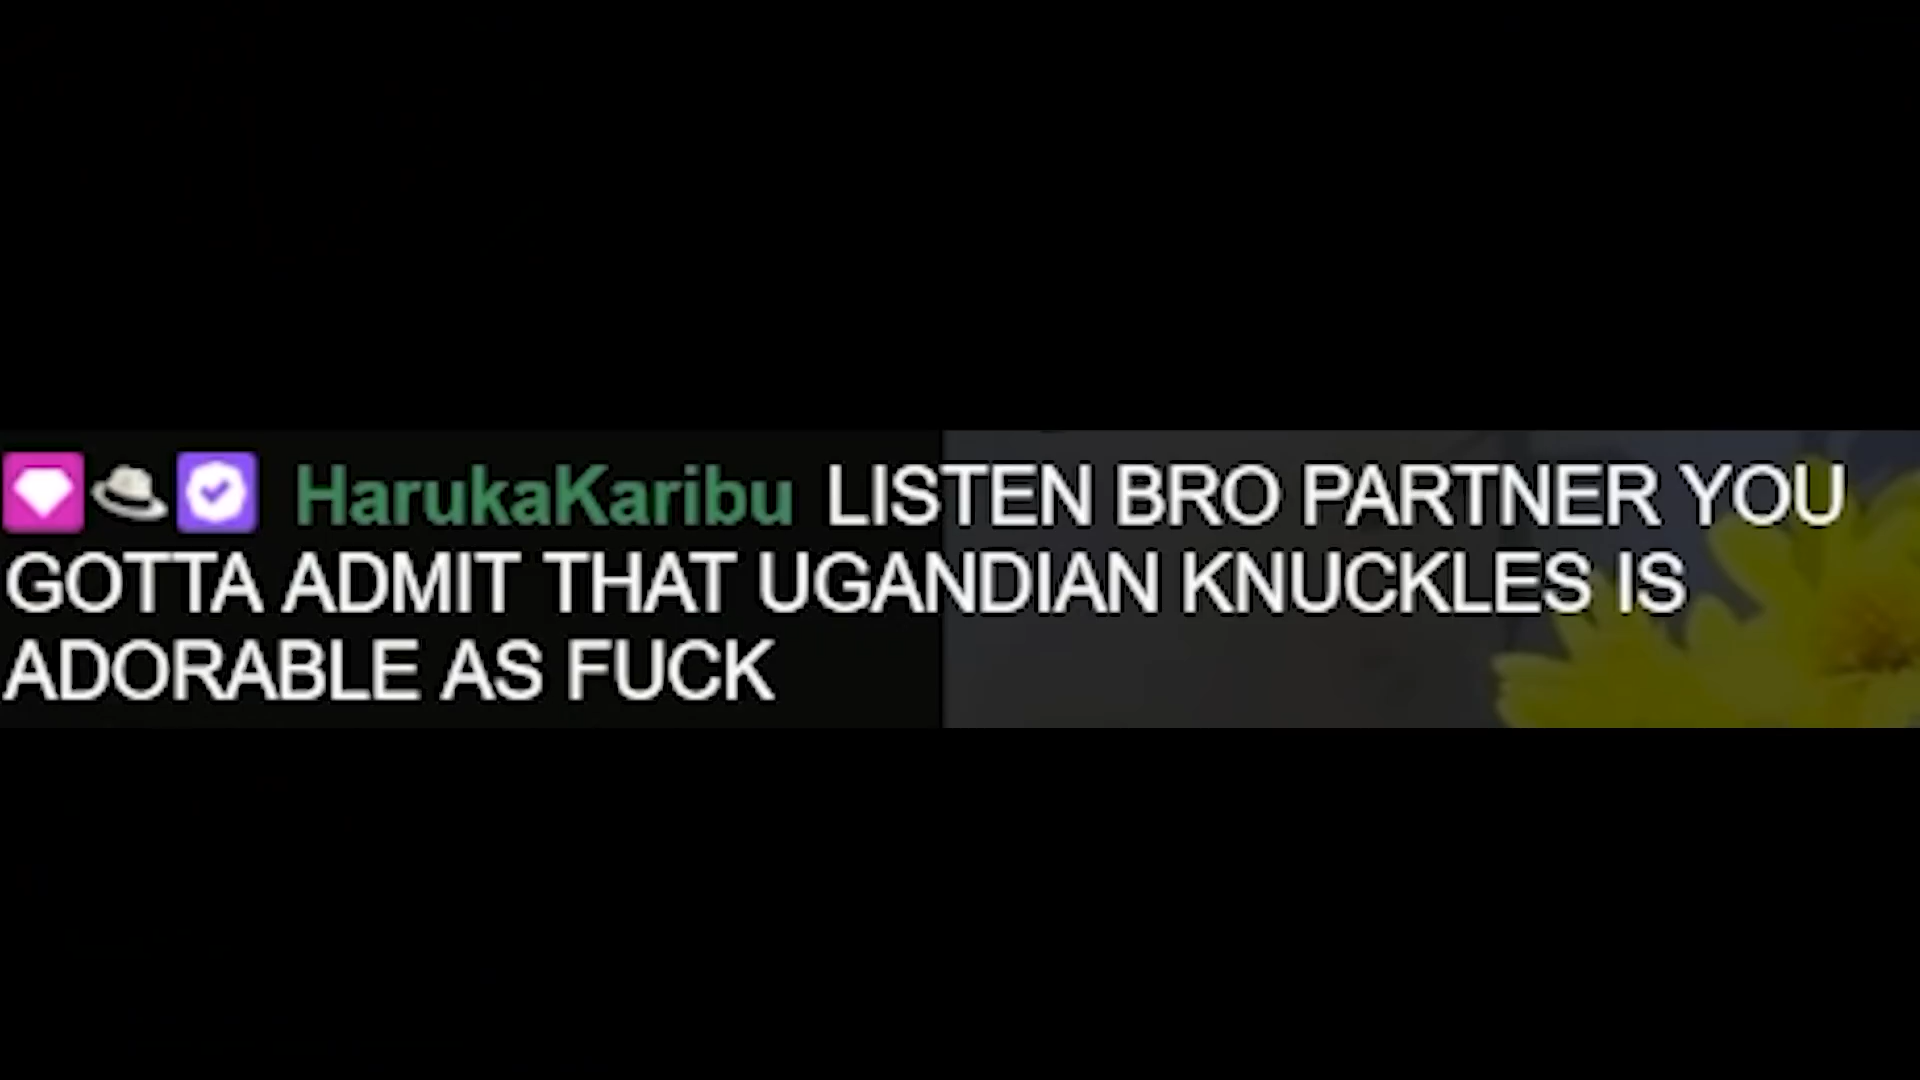 HarukaKaribu LISTEN BRO PARTNER YOU
GOTTA ADMIT THAT UGANDIAN KNUCKLES IS
ADORABLE AS FUCK